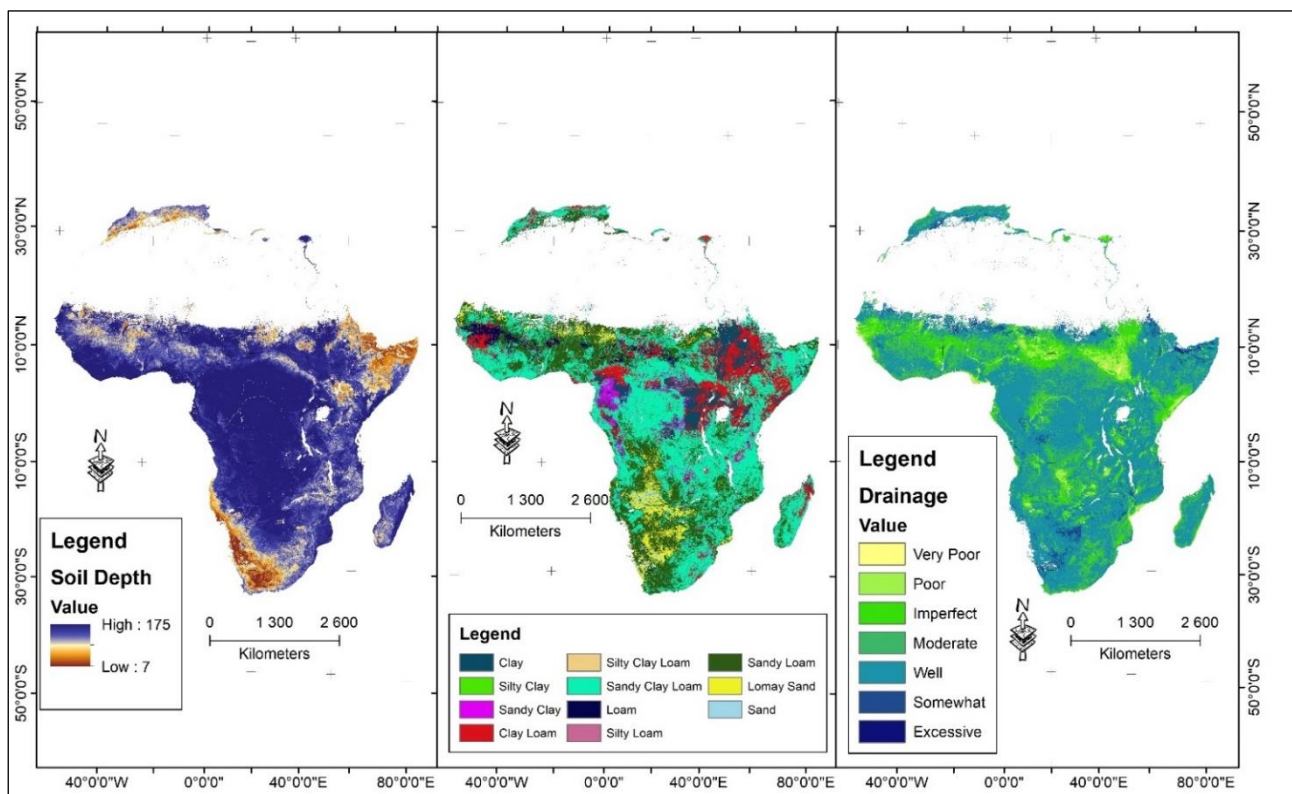 50°0'0"N
30°0'0"N
10°0'0"N
10°0'0"S
30°0'0"S
50°0'0"S
N
Legend
Soil Depth
Value
High : 175
Low : 7
0 1 300 2 600
Kilometers
N
0 1 300 2 600
Kilometers
Legend
Clay
Silty Clay
Sandy Clay
Clay Loam
Silty Clay Loam
Sandy Clay Loam
Loam
Silty Loam
Sandy Loam
Lomay Sand
Sand
Legend
Drainage
Value
Very Poor
Poor
Imperfect
Moderate
Well
Somewhat
Excessive
N
0 1 300 2 600
Kilometers
50°0'0"N
30°0'0"N
10°0'0"N
10°0'0"S
30°0'0"S
50°0'0"S
40°0'0"W 0°0'0" 40°0'0"E 80°0'0"E
40°0'0"W 0°0'0" 40°0'0"E 80°0'0"E
40°0'0"W 0°0'0" 40°0'0"E 80°0'0"E